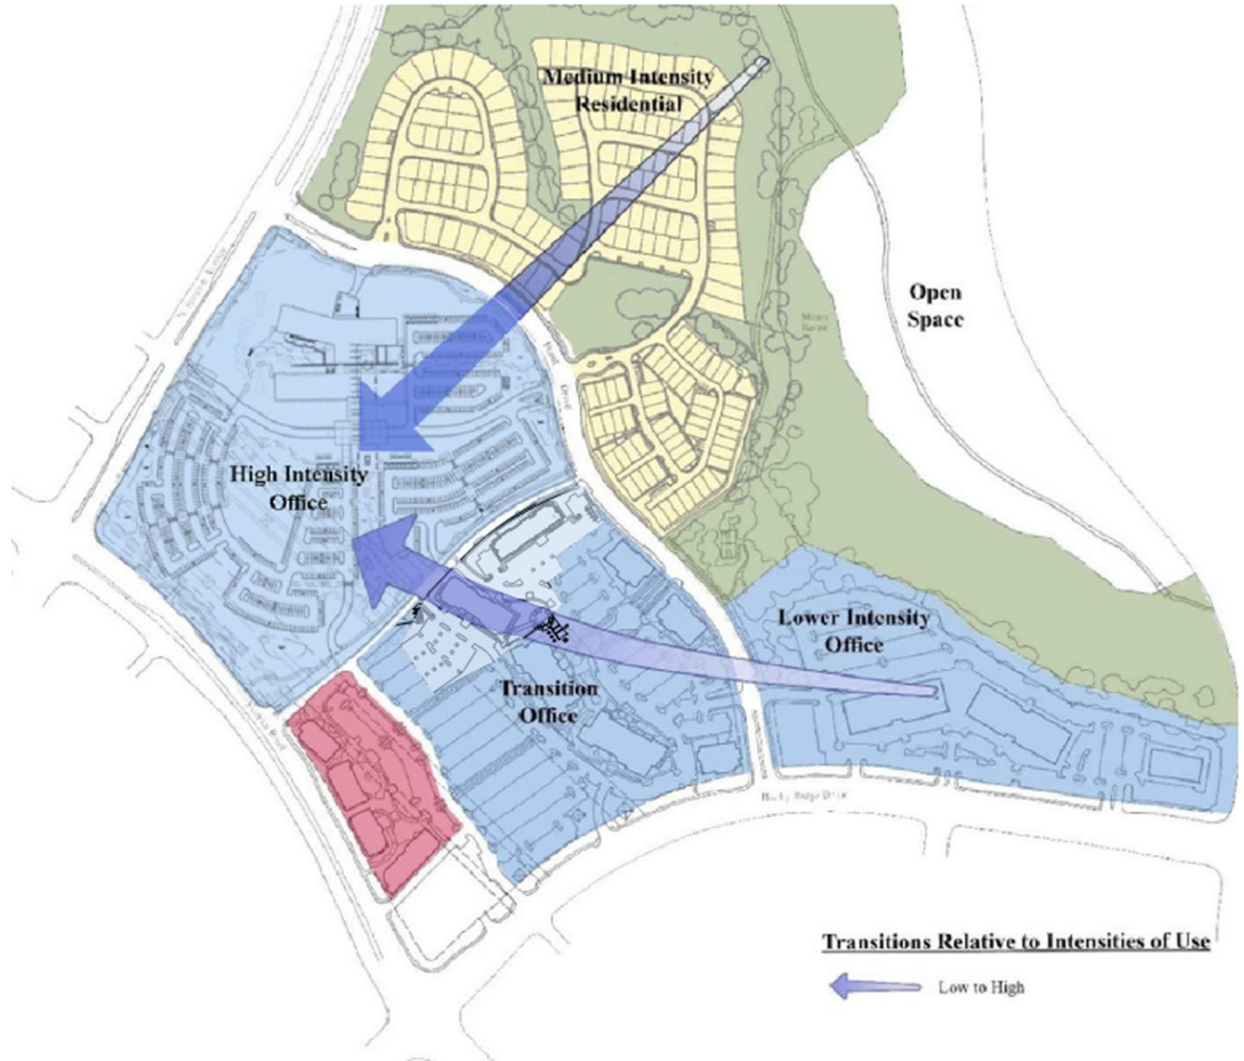 Medium Intensity
Residential
Open
Space
High Intensity
Office
Lower Intensity
Office
Transition
Office
Drive
Rocky Ridge Drive
Transitions Relative to Intensities of Use
Low to High